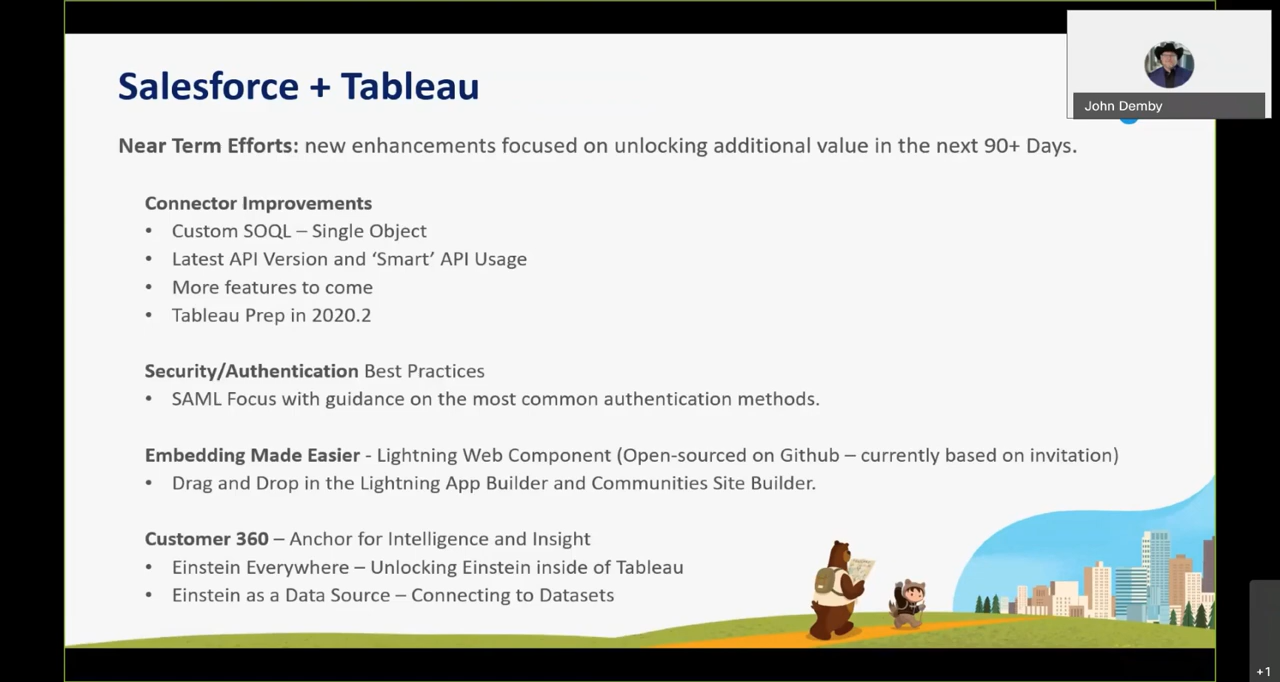 Salesforce + Tableau
John Demby
Near Term Efforts: new enhancements focused on unlocking additional value in the next 90+ Days.
Connector Improvements
• Custom SOQL – Single Object
• Latest API Version and ‘Smart’ API Usage
• More features to come
• Tableau Prep in 2020.2
Security/Authentication Best Practices
• SAML Focus with guidance on the most common authentication methods.
Embedding Made Easier - Lightning Web Component (Open-sourced on Github – currently based on invitation)
• Drag and Drop in the Lightning App Builder and Communities Site Builder.
Customer 360 – Anchor for Intelligence and Insight
• Einstein Everywhere – Unlocking Einstein inside of Tableau
• Einstein as a Data Source – Connecting to Datasets
+1